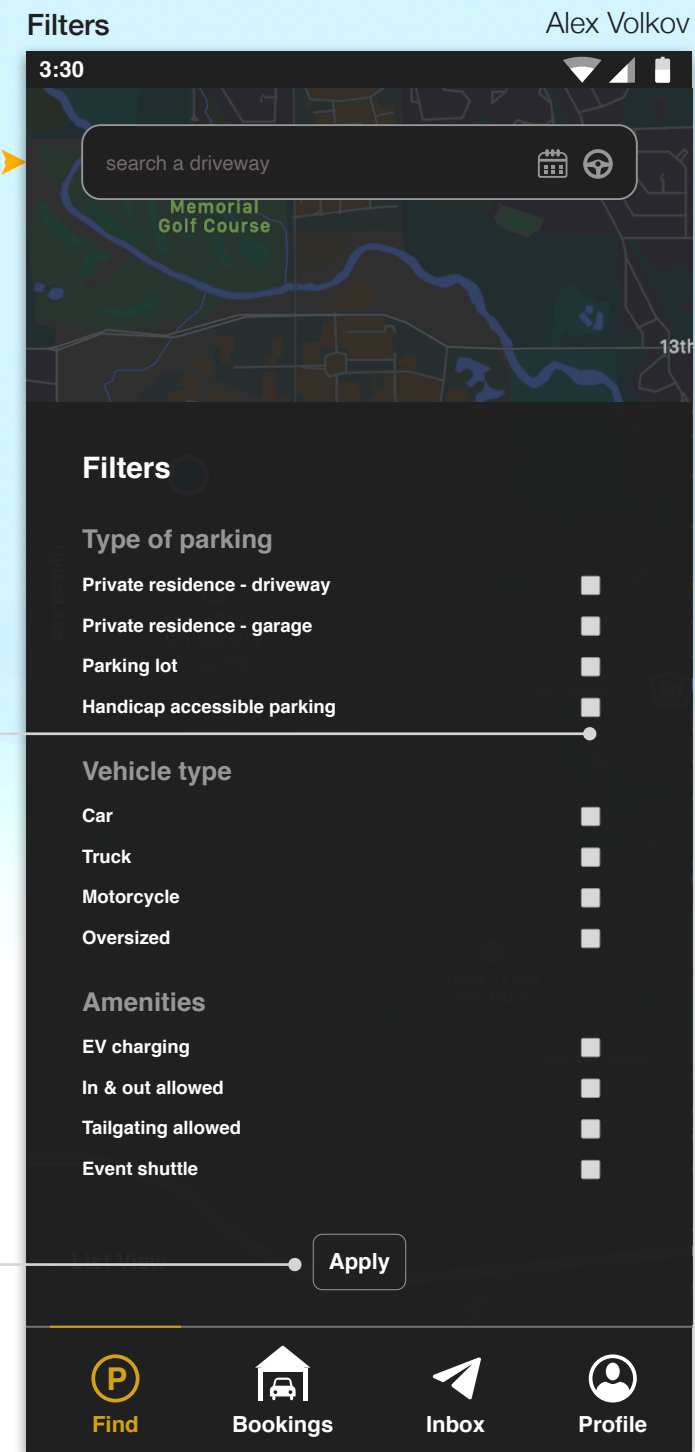 Filters
Alex Volkov
3:30
search a driveway
Memorial
Golf Course
13th
Filters
Type of parking
Private residence - driveway
Private residence - garage
Parking lot
Handicap accessible parking
Vehicle type
Car
Truck
Motorcycle
Oversized
Amenities
EV charging
In & out allowed
Tailgating allowed
Event shuttle
List View
Apply
P
Find
Bookings
Inbox
Profile